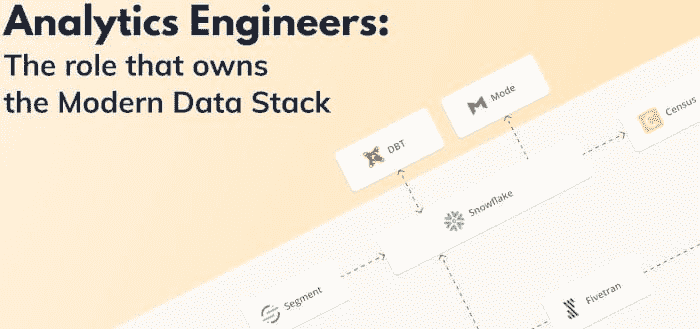 Analytics Engineers:
The role that owns
the Modern Data Stack
Mode
Census
DBT
Snowflake
Segment
Fivetran